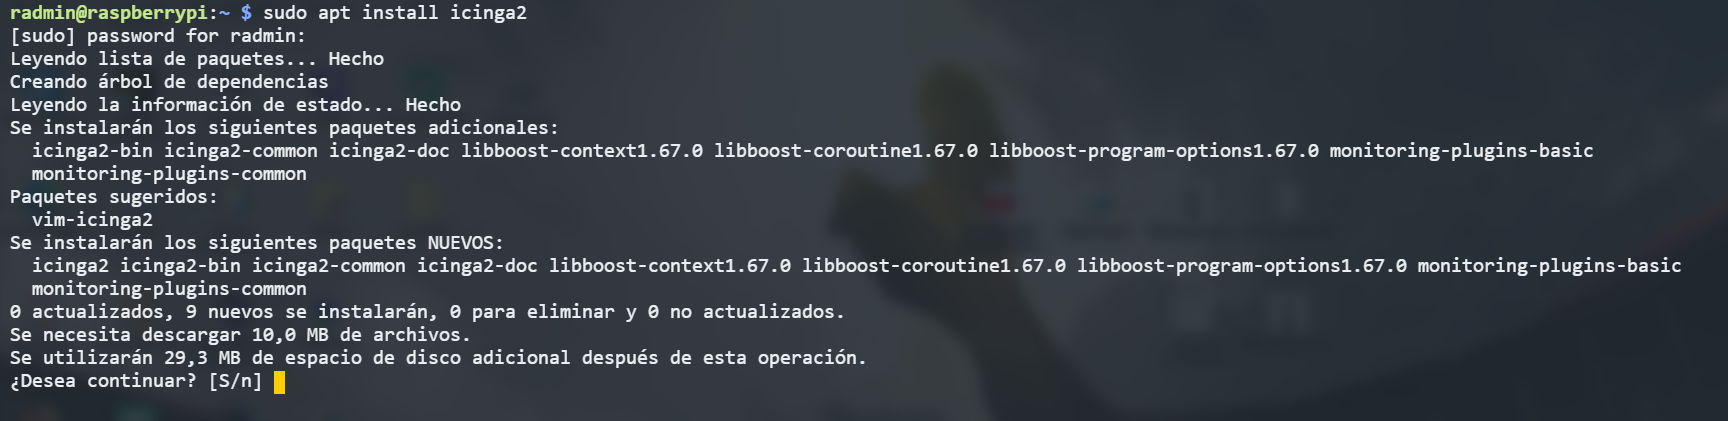 radmin@raspberrypi:~ $ sudo apt install icinga2
[sudo] password for radmin:
Leyendo lista de paquetes... Hecho
Creando árbol de dependencias
Leyendo la información de estado... Hecho
Se instalarán los siguientes paquetes adicionales:
  icinga2-bin icinga2-common icinga2-doc libboost-context1.67.0 libboost-coroutine1.67.0 libboost-program-options1.67.0 monitoring-plugins-basic
  monitoring-plugins-common
Paquetes sugeridos:
  vim-icinga2
Se instalarán los siguientes paquetes NUEVOS:
  icinga2 icinga2-bin icinga2-common icinga2-doc libboost-context1.67.0 libboost-coroutine1.67.0 libboost-program-options1.67.0 monitoring-plugins-basic
  monitoring-plugins-common
0 actualizados, 9 nuevos se instalarán, 0 para eliminar y 0 no actualizados.
Se necesita descargar 10,0 MB de archivos.
Se utilizarán 29,3 MB de espacio de disco adicional después de esta operación.
¿Desea continuar? [S/n]